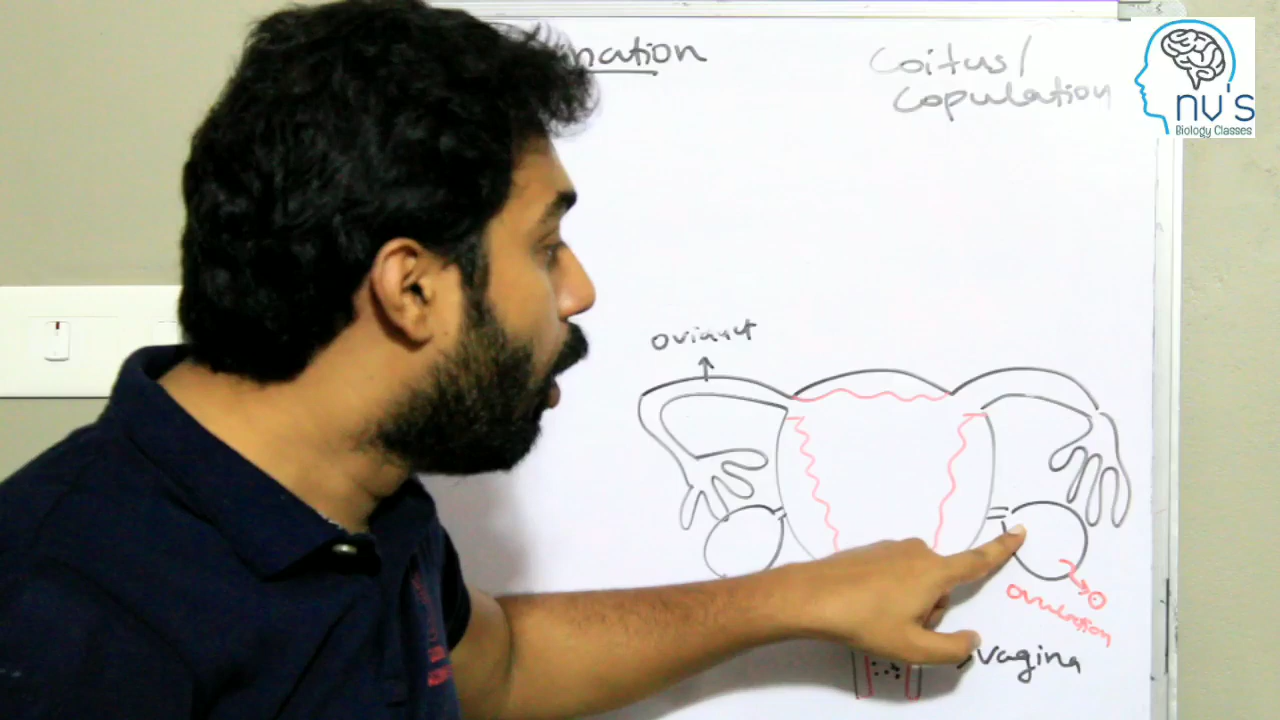 nation
Coitus/
Copulation
nv's
Biology Classes
oviduct
ovulation
vagina